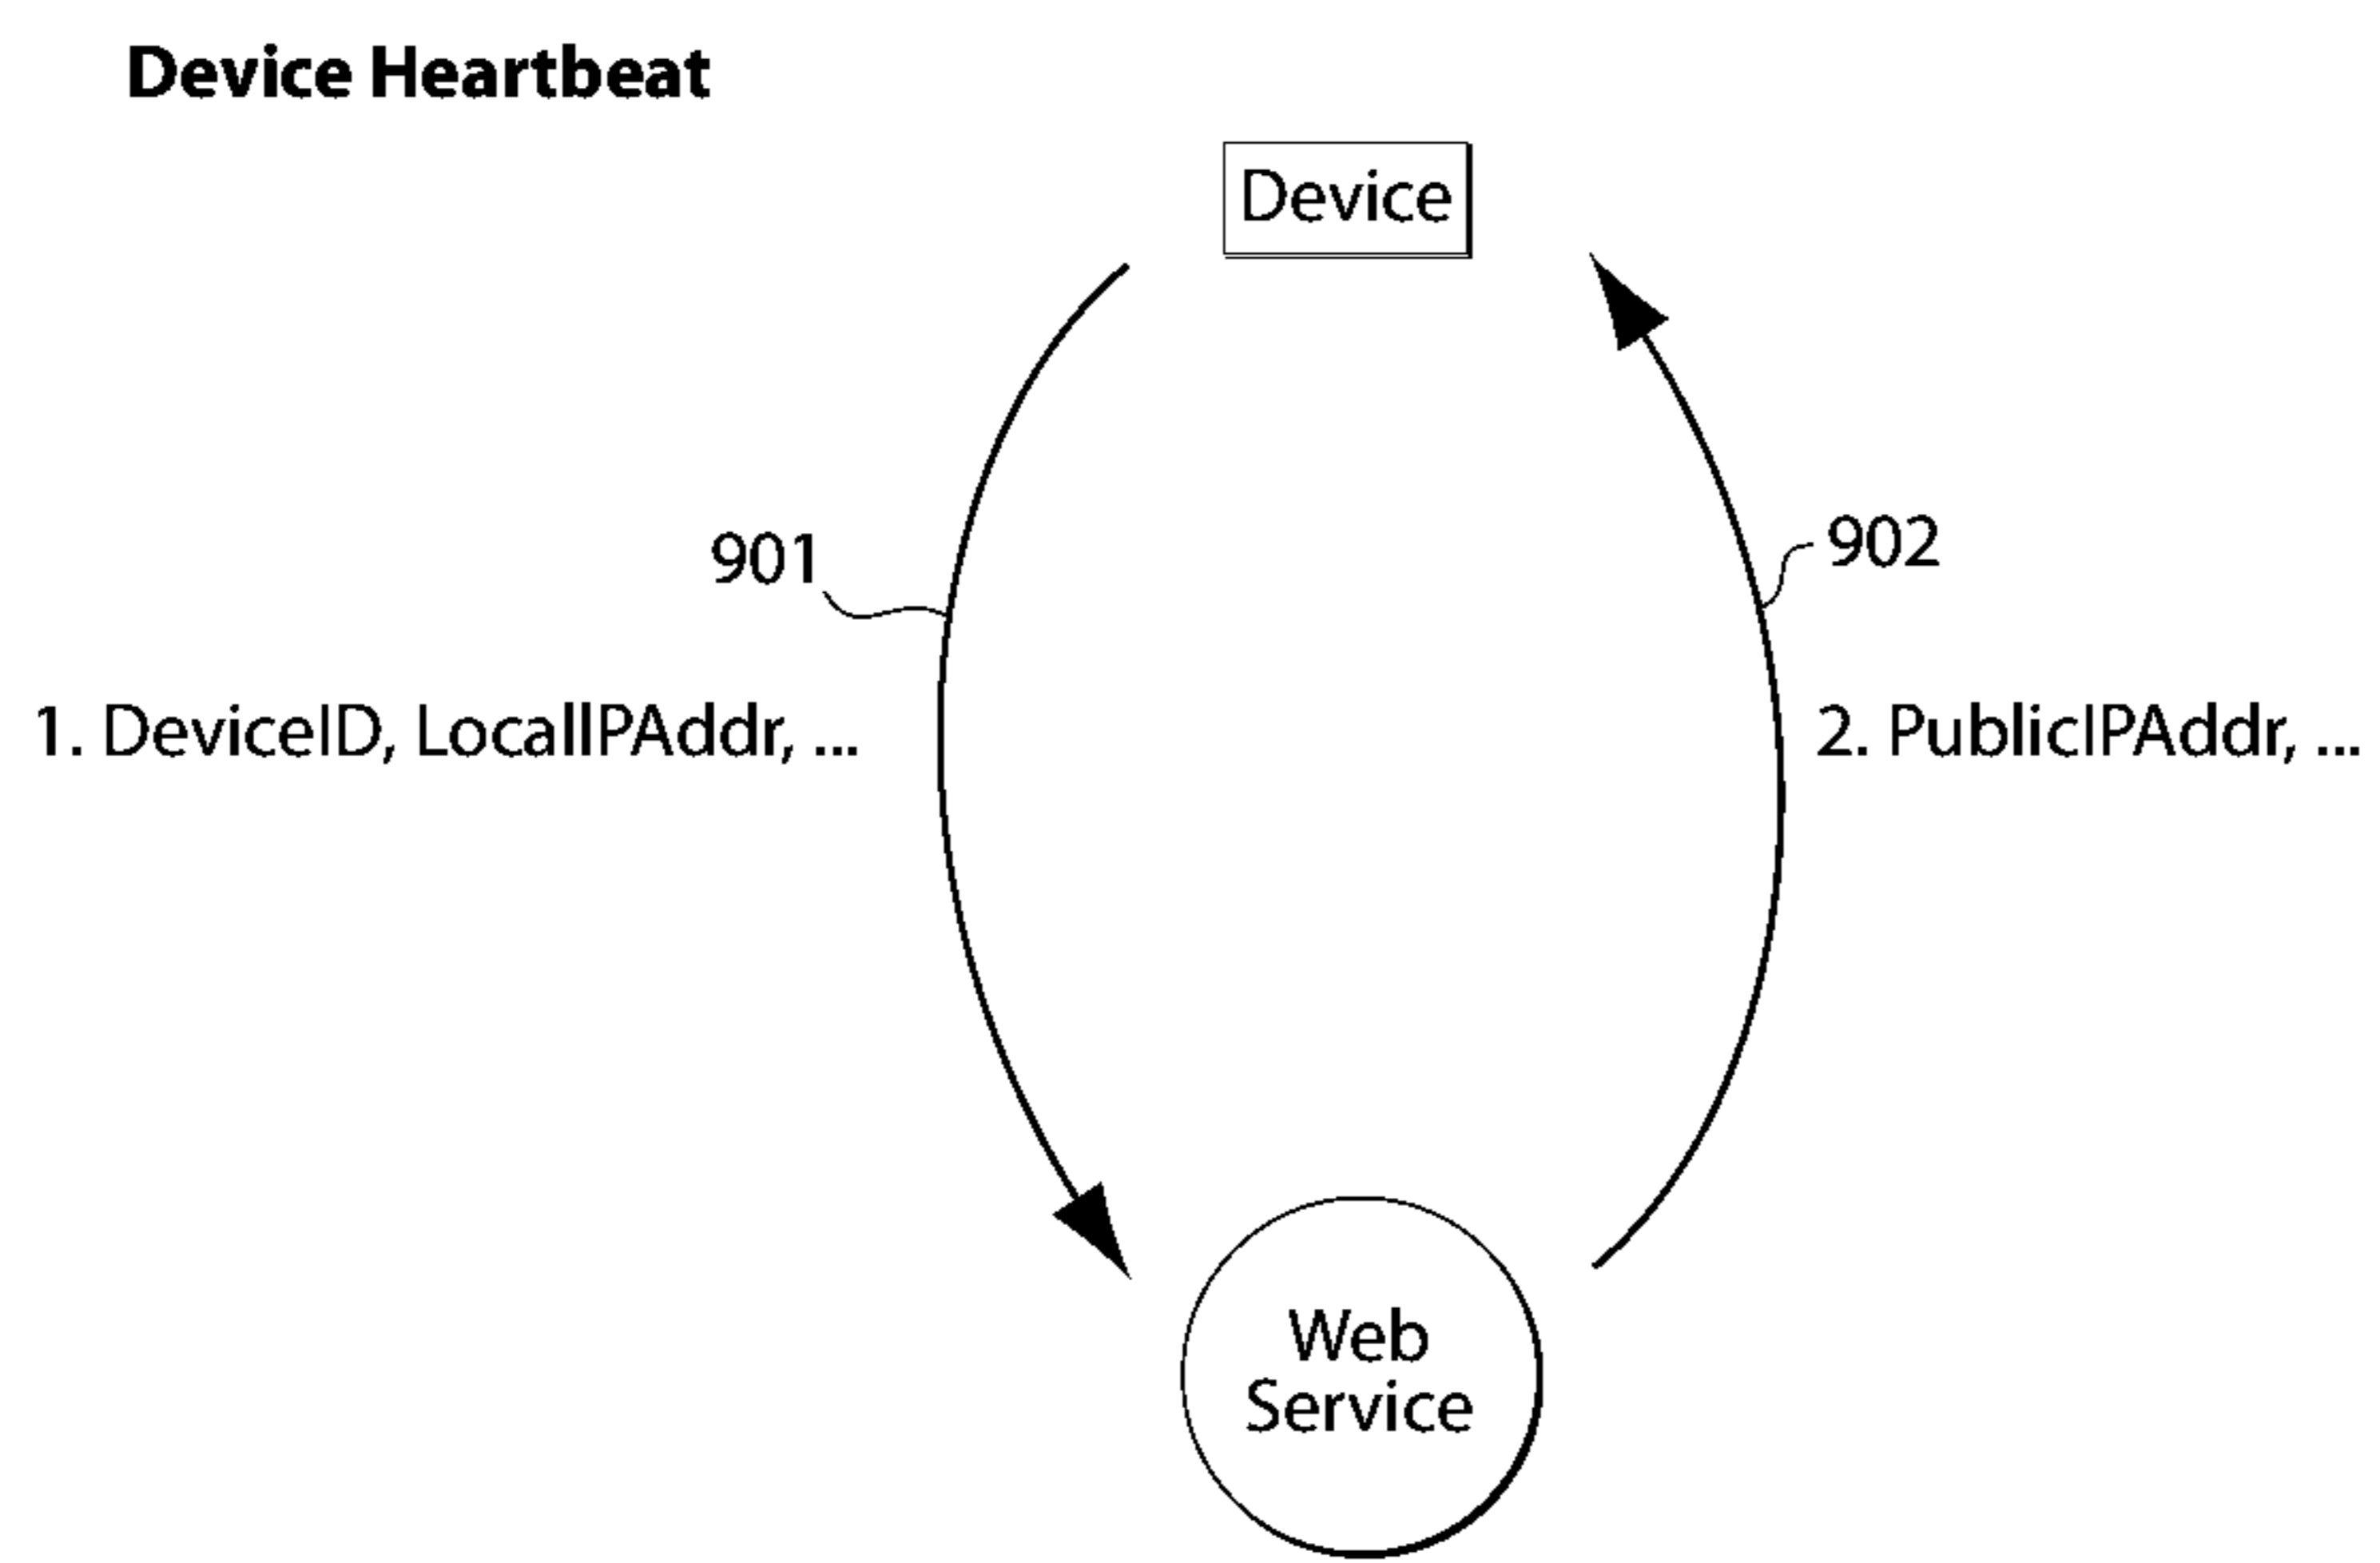 Device Heartbeat
Device
901
902
1. DeviceID, LocalIPAddr, ...
2. PublicIPAddr, ...
Web
Service